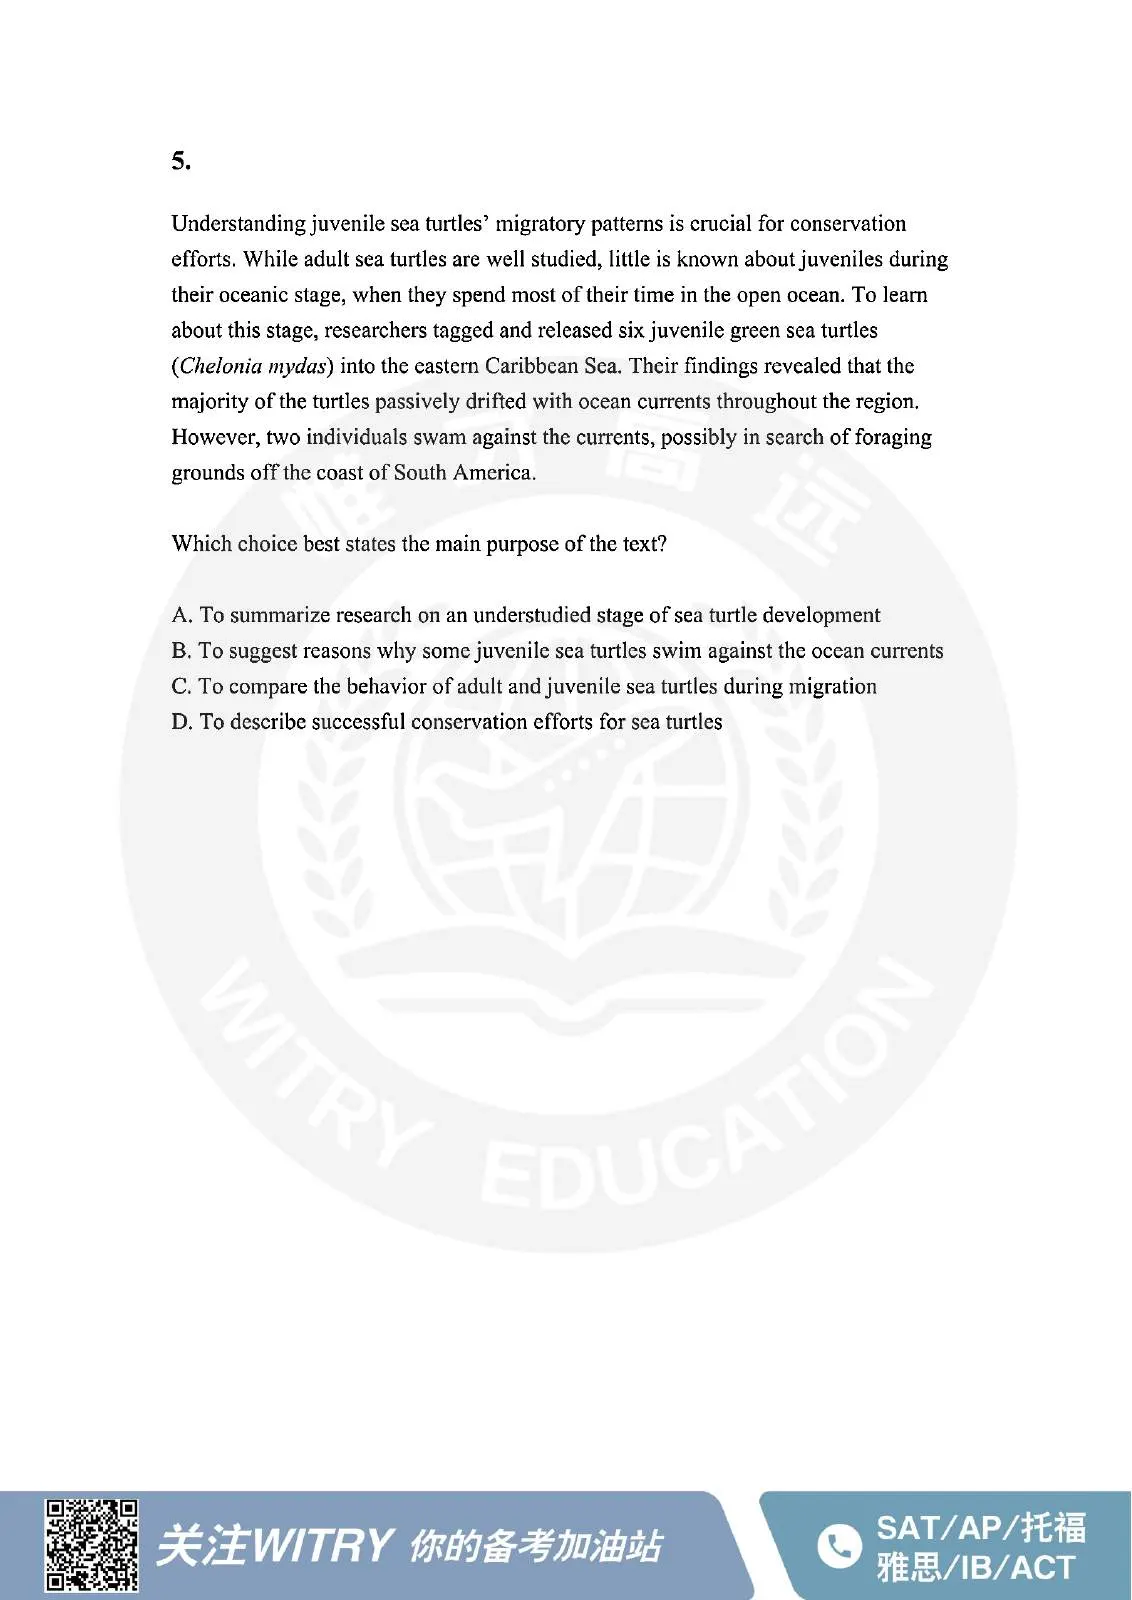 5.
Understanding juvenile sea turtles’ migratory patterns is crucial for conservation
efforts. While adult sea turtles are well studied, little is known about juveniles during
their oceanic stage, when they spend most of their time in the open ocean. To learn
about this stage, researchers tagged and released six juvenile green sea turtles
(Chelonia mydas) into the eastern Caribbean Sea. Their findings revealed that the
majority of the turtles passively drifted with ocean currents throughout the region.
However, two individuals swam against the currents, possibly in search of foraging
grounds off the coast of South America.
Which choice best states the main purpose of the text?
A. To summarize research on an understudied stage of sea turtle development
B. To suggest reasons why some juvenile sea turtles swim against the ocean currents
C. To compare the behavior of adult and juvenile sea turtles during migration
D. To describe successful conservation efforts for sea turtles
惟才高远
WITRY EDUCATION
关注WITRY 你的备考加油站
SAT/AP/托福
雅思/IB/ACT